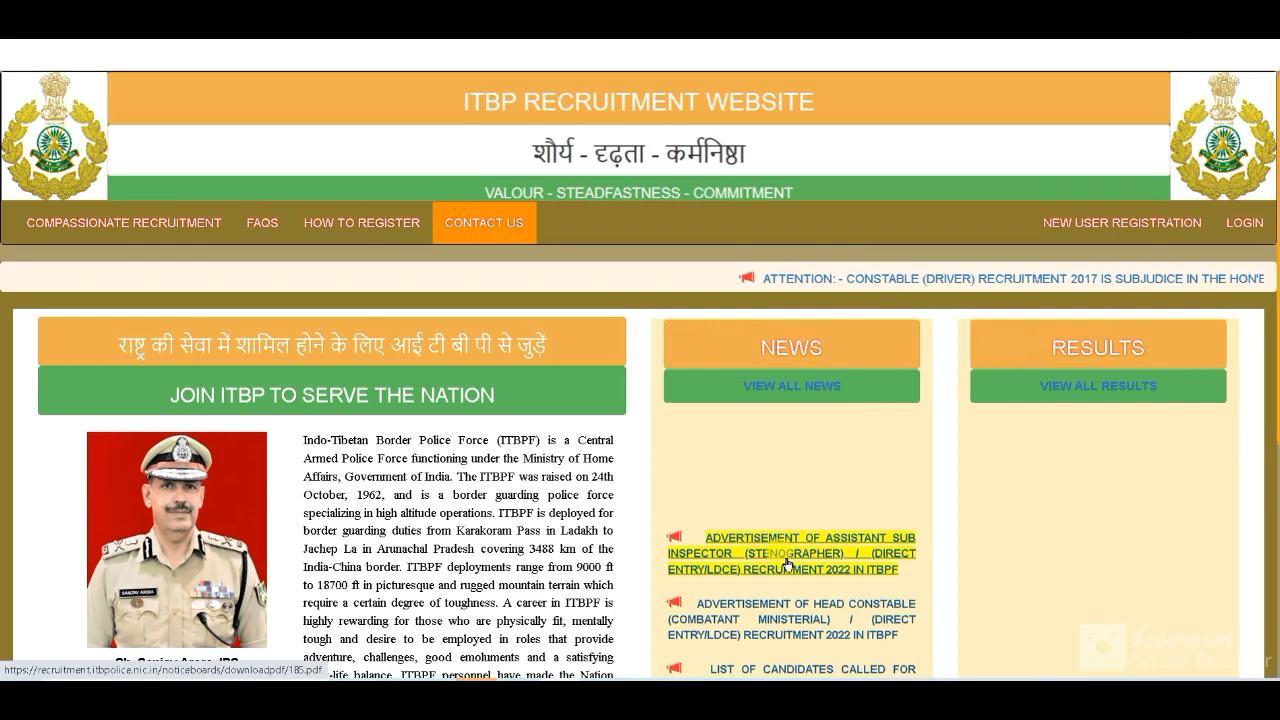 ITBP RECRUITMENT WEBSITE
शौर्य - दृढ़ता - कर्मनिष्ठा
VALOUR - STEADFASTNESS - COMMITMENT
COMPASSIONATE RECRUITMENT FAQS HOW TO REGISTER CONTACT US NEW USER REGISTRATION LOGIN
ATTENTION: - CONSTABLE (DRIVER) RECRUITMENT 2017 IS SUBJUDICE IN THE HON'E
राष्ट्र की सेवा में शामिल होने के लिए आई टी बी पी से जुड़ें
JOIN ITBP TO SERVE THE NATION
SANJAY ARORA
Sh. Sanjay Arora, IPS
Indo-Tibetan Border Police Force (ITBPF) is a Central
Armed Police Force functioning under the Ministry of Home
Affairs, Government of India. The ITBPF was raised on 24th
October, 1962, and is a border guarding police force
specializing in high altitude operations. ITBPF is deployed for
border guarding duties from Karakoram Pass in Ladakh to
Jachep La in Arunachal Pradesh covering 3488 km of the
India-China border. ITBPF deployments range from 9000 ft
to 18700 ft in picturesque and rugged mountain terrain which
require a certain degree of toughness. A career in ITBPF is
highly rewarding for those who are physically fit, mentally
tough and desire to be employed in roles that provide
adventure, challenges, good emoluments and a satisfying
-life balance. ITBPF personnel have made the Nation
NEWS
VIEW ALL NEWS
ADVERTISEMENT OF ASSISTANT SUB
INSPECTOR (STENOGRAPHER) / (DIRECT
ENTRY/LDCE) RECRUITMENT 2022 IN ITBPF
ADVERTISEMENT OF HEAD CONSTABLE
(COMBATANT MINISTERIAL) / (DIRECT
ENTRY/LDCE) RECRUITMENT 2022 IN ITBPF
LIST OF CANDIDATES CALLED FOR
RESULTS
VIEW ALL RESULTS
https://recruitment.itbpolice.nic.in/noticeboards/downloadpdf/185.pdf